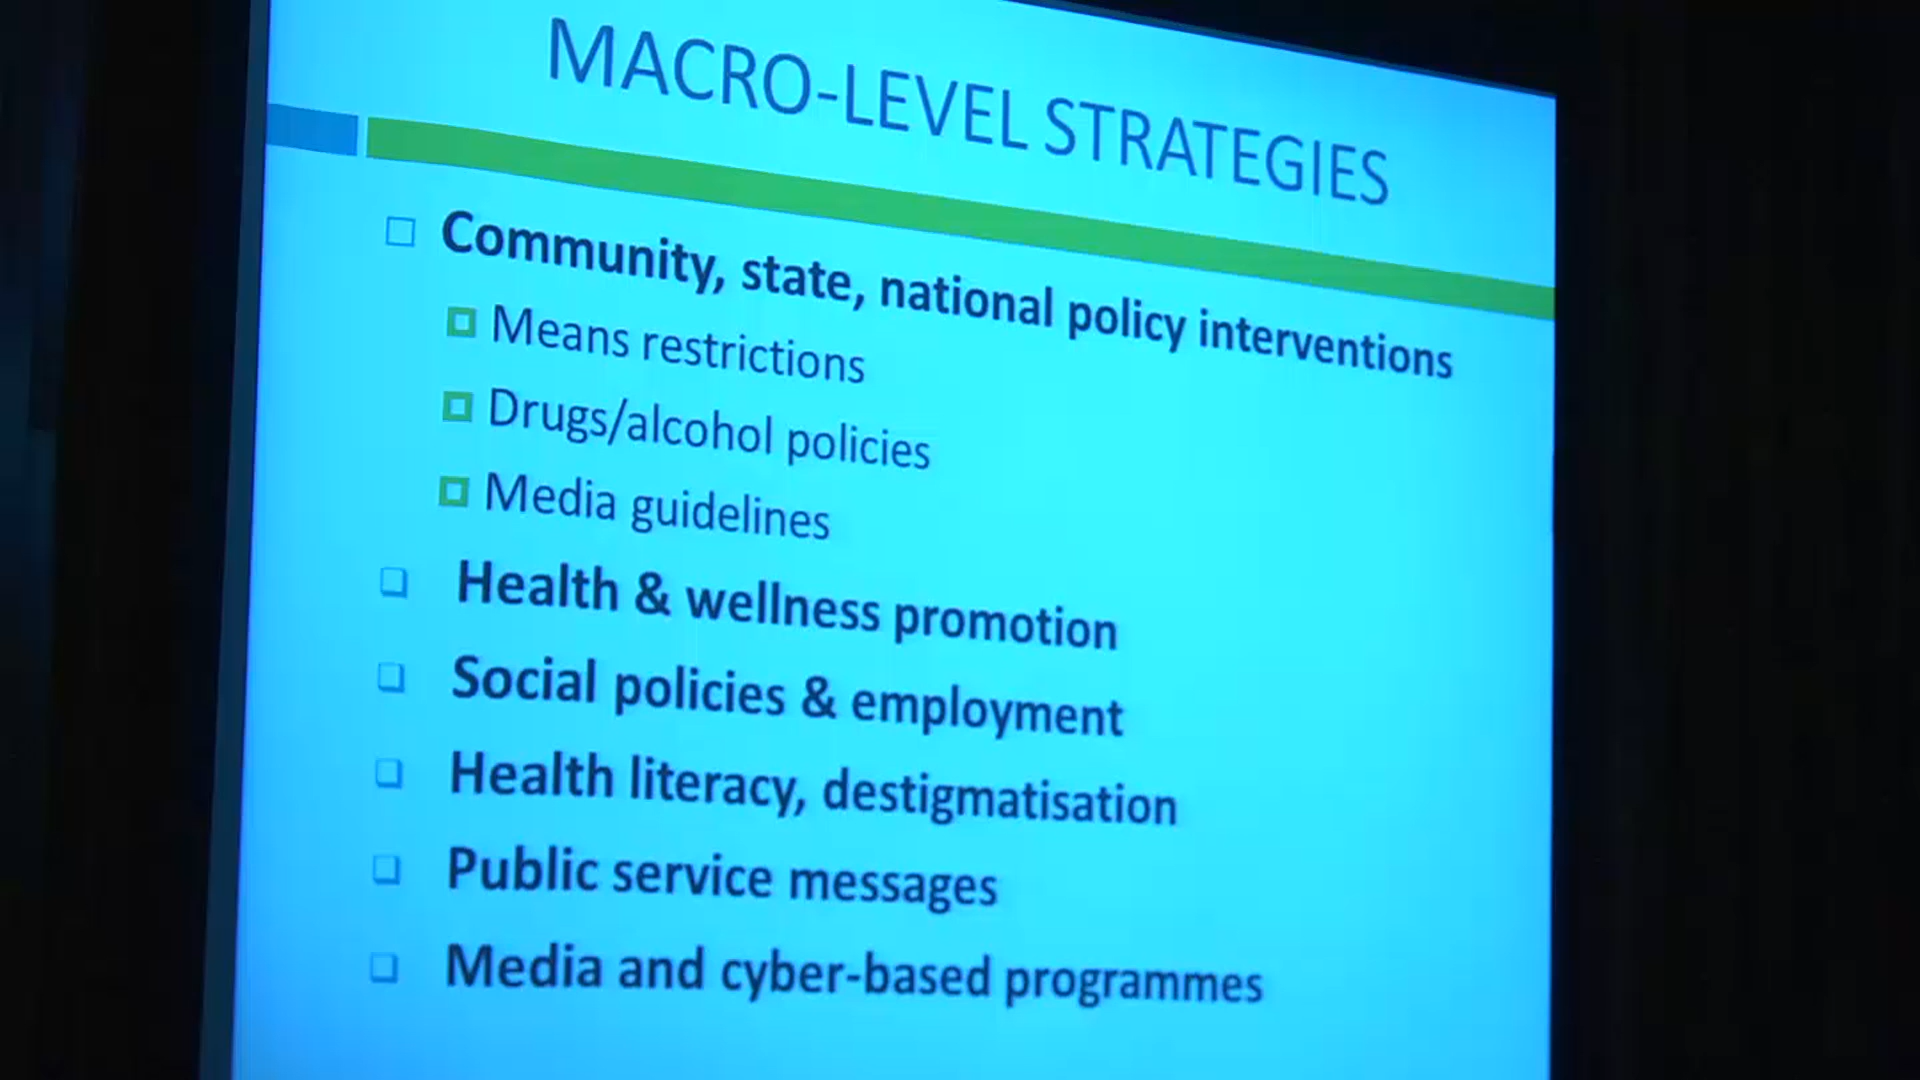 MACRO-LEVEL STRATEGIES
Community, state, national policy interventions
Means restrictions
Drugs/alcohol policies
Media guidelines
Health & wellness promotion
Social policies & employment
Health literacy, destigmatisation
Public service messages
Media and cyber-based programmes